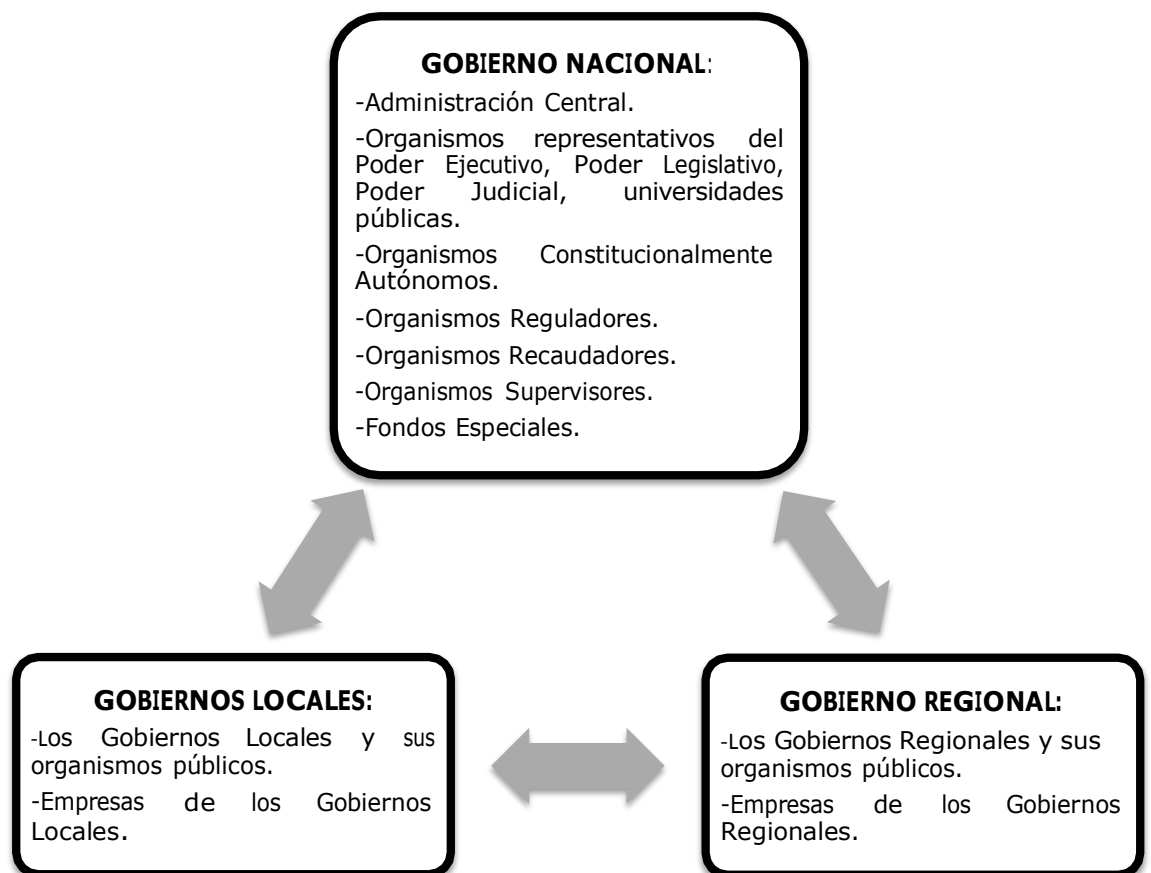 GOBIERNO NACIONAL:
-Administración Central.
-Organismos representativos del
Poder Ejecutivo, Poder Legislativo,
Poder Judicial, universidades
públicas.
-Organismos Constitucionalmente
Autónomos.
-Organismos Reguladores.
-Organismos Recaudadores.
-Organismos Supervisores.
-Fondos Especiales.
GOBIERNOS LOCALES:
-Los Gobiernos Locales y sus
organismos públicos.
-Empresas de los Gobiernos
Locales.
GOBIERNO REGIONAL:
-Los Gobiernos Regionales y sus
organismos públicos.
-Empresas de los Gobiernos
Regionales.